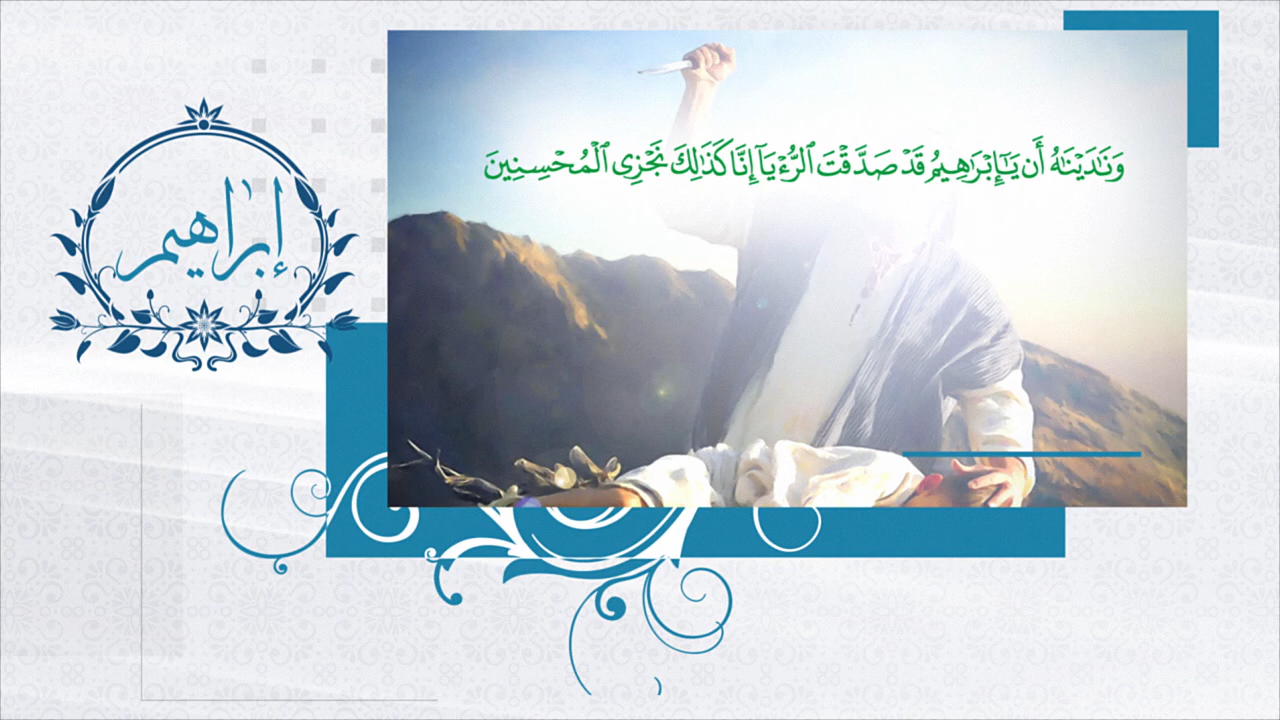 وَنَـٰدَيْنَـٰهُ أَن يَـٰٓإِبْرَٰهِيمُ قَدْ صَدَّقْتَ ٱلرُّءْيَآ إِنَّا كَذَٰلِكَ نَجْزِى ٱلْمُحْسِنِينَ
إبراهيم